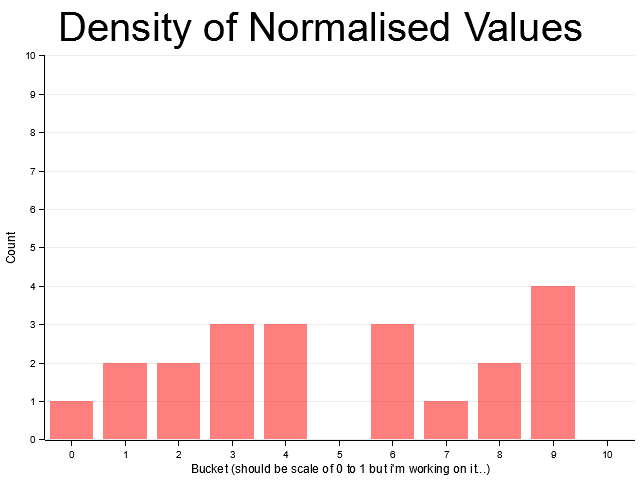 Density of Normalised Values
10
9
8
7
6
5
4
3
2
1
0
Count
0 1 2 3 4 5 6 7 8 9 10
Bucket (should be scale of 0 to 1 but i'm working on it...)